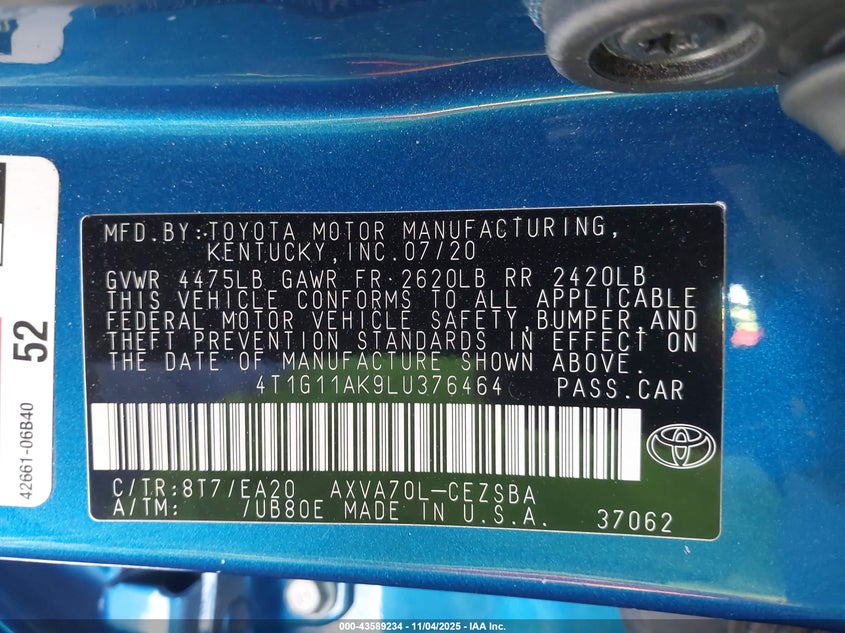 MFD.BY:TOYOTA MOTOR MANUFACTURING,
KENTUCKY,INC.07/20
GVWR 4475LB GAWR FR 2620LB RR 2420LB
THIS VEHICLE CONFORMS TO ALL APPLICABLE
FEDERAL MOTOR VEHICLE SAFETY,BUMPER,AND
THEFT PREVENTION STANDARDS IN EFFECT ON
THE DATE OF MANUFACTURE SHOWN ABOVE.
4T1G11AK9LU376464 PASS.CAR
C/TR:8T7/EA20 AXVA70L-CEZSBA
A/TM: /UB80E MADE IN U.S.A. 37062
52
42661-06B40
000-43589234 - 11/04/2025 - IAA Inc.